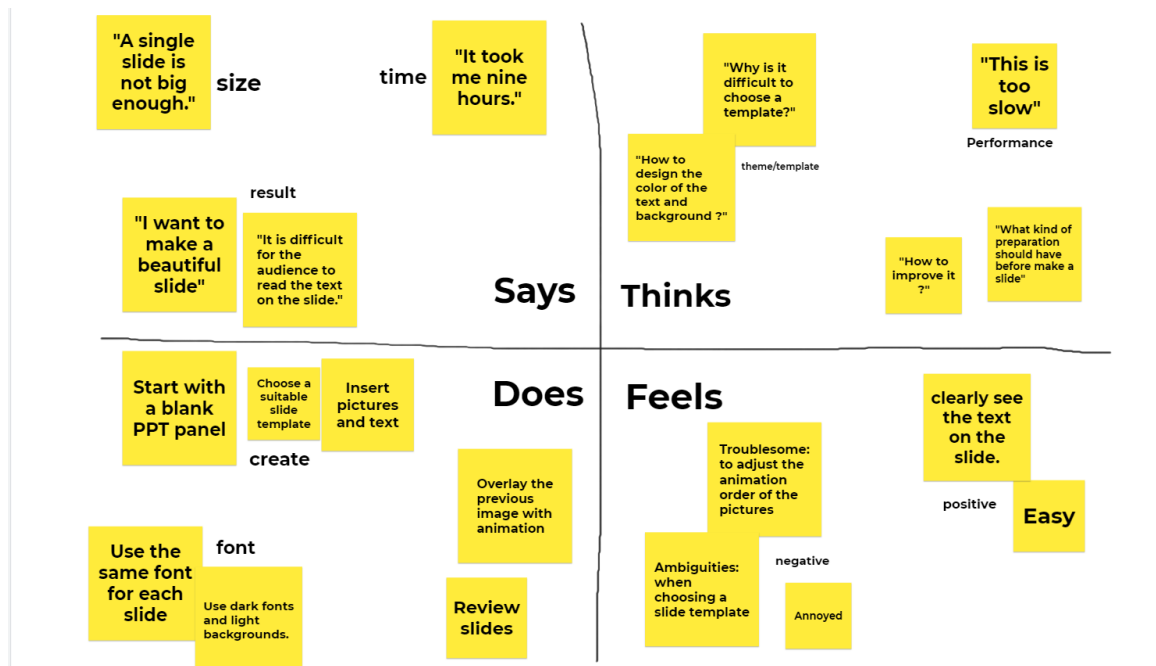 "A single
slide is
not big
enough."
size
time
"It took
me nine
hours."
result
"I want to
make a
beautiful
slide"
"It is difficult
for the
audience to
read the text
on the slide."
Says
"Why is it
difficult to
choose a
template?"
"How to
design the
color of the
text and
background ?"
theme/template
"This is
too
slow"
Performance
"How to
improve it
?"
"What kind of
preparation
should have
before make a
slide"
Thinks
Does
Start with
a blank
PPT panel
Choose a
suitable
slide
template
Insert
pictures
and text
create
Overlay the
previous
image with
animation
Use the
same font
for each
slide
font
Use dark fonts
and light
backgrounds.
Review
slides
Feels
clearly see
the text
on the
slide.
positive
Easy
Troublesome:
to adjust the
animation
order of the
pictures
Ambiguities:
when
choosing a
slide template
negative
Annoyed